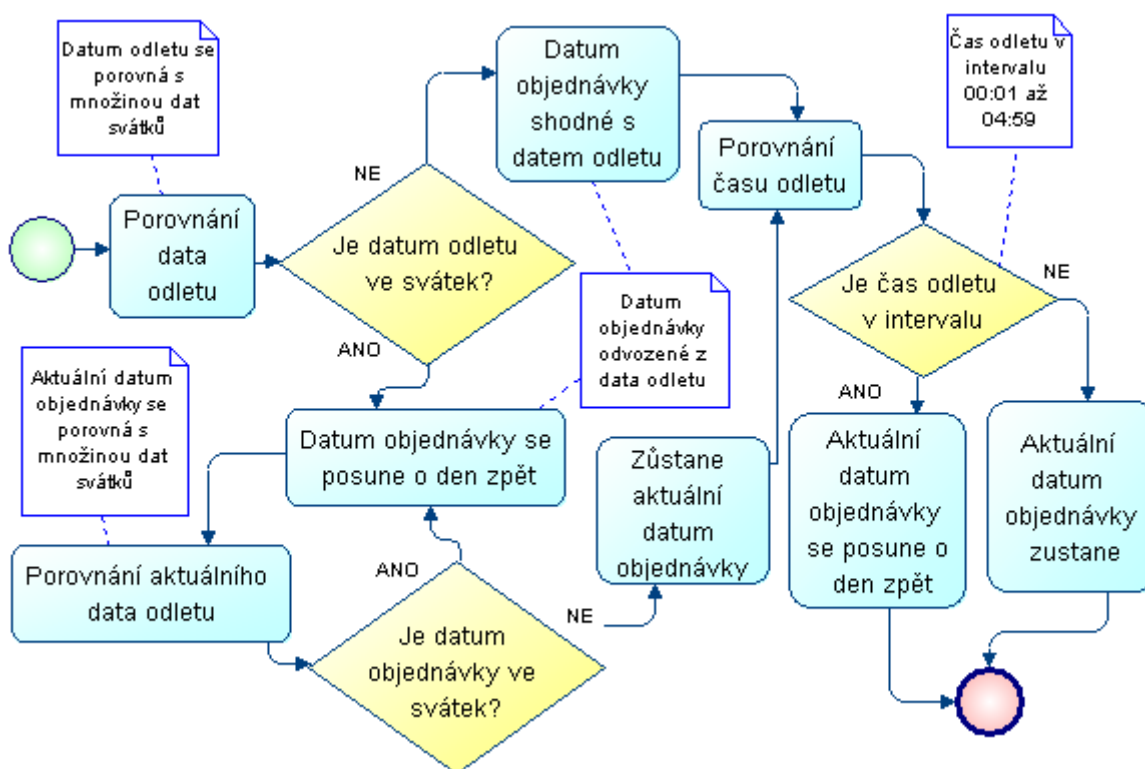 Datum odletu se
porovná s
množinou dat
svátků
Porovnání
data
odletu
NE
Je datum odletu
ve svátek?
ANO
Datum
objednávky
shodné s
datem odletu
Porovnání
času odletu
Čas odletu v
intervalu
00:01 až
04:59
Je čas odletu
v intervalu
NE
ANO
Datum
objednávky
odvozené z
data odletu
Aktuální datum
objednávky se
porovná s
množinou dat
svátků
Datum objednávky se
posune o den zpět
Porovnání aktuálního
data odletu
ANO
Je datum
objednávky ve
svátek?
NE
Zůstane
aktuální
datum
objednávky
Aktuální
datum
objednávky
se posune o
den zpět
Aktuální
datum
objednávky
zustane